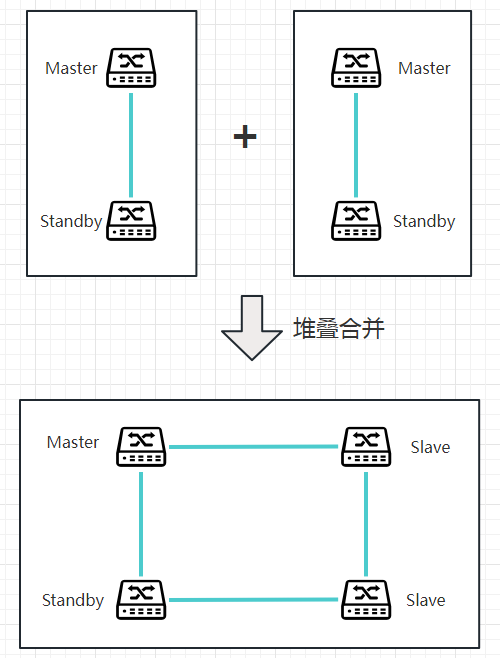 Master
Master
+
Standby
Standby
堆叠合并
Master
Slave
Standby
Slave